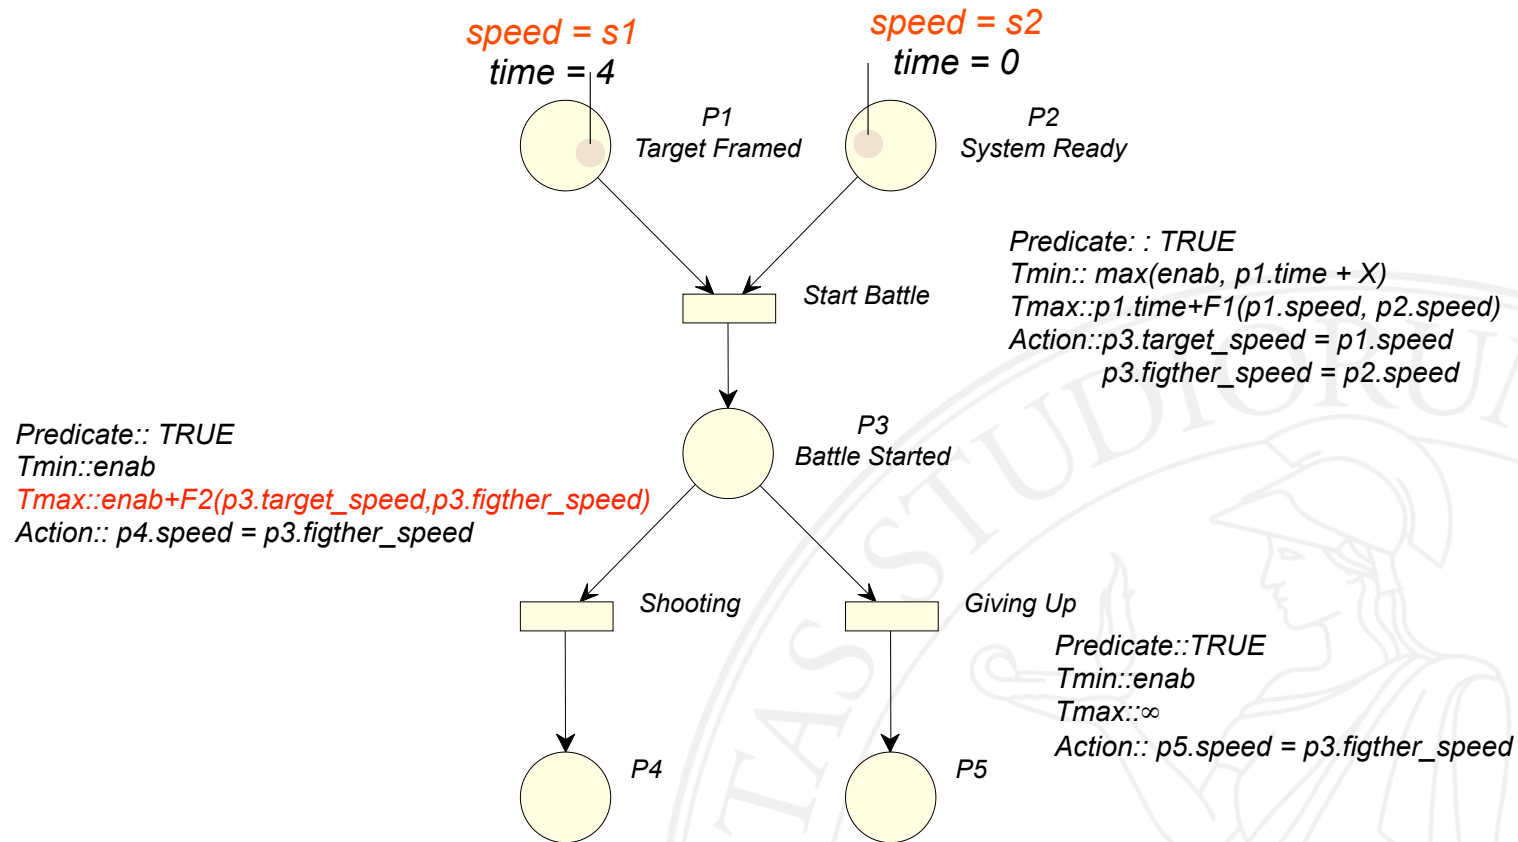 speed = s1
time = 4
speed = s2
time = 0
P1
Target Framed
P2
System Ready
Predicate: : TRUE
Tmin:: max(enab, p1.time + X)
Tmax::p1.time+F1(p1.speed, p2.speed)
Action::p3.target_speed = p1.speed
p3.figther_speed = p2.speed
Start Battle
P3
Battle Started
Predicate:: TRUE
Tmin::enab
Tmax::enab+F2(p3.target_speed,p3.figther_speed)
Action:: p4.speed = p3.figther_speed
Shooting
Giving Up
Predicate::TRUE
Tmin::enab
Tmax::∞
Action:: p5.speed = p3.figther_speed
P4
P5
TAS STUDIORU